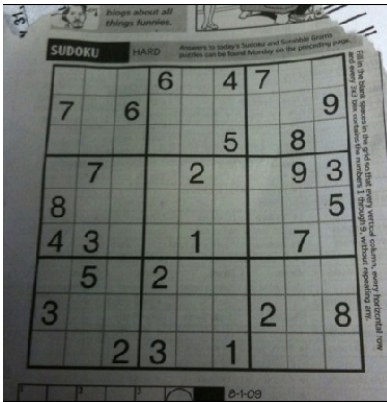 blogs about all
things funnies.
SUDOKU HARD Answers to today's Sudoku and Scrabble Grams
puzzles can be found Monday on the preceding page.
6 4 7
7 6 9
5 8
7 2 9 3
8 5
4 3 1 7
5 2
3 2 8
2 3 1
Fill in the blank spaces in the grid so that every vertical column, every horizontal row
and every 3x3 box contains the numbers 1 through 9, without repeating any.
8-1-09